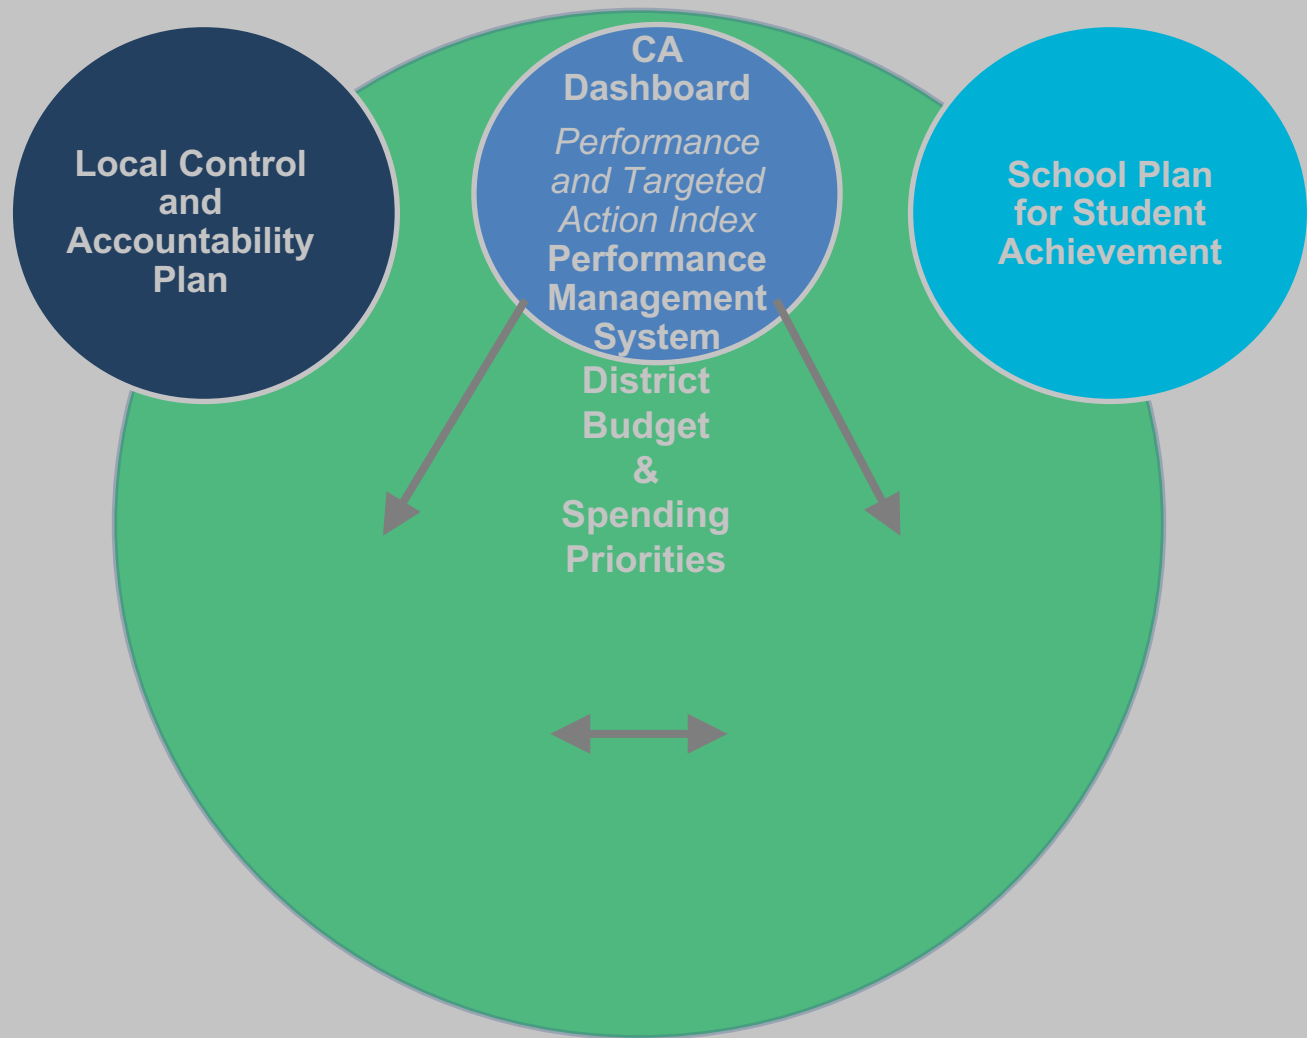 Local Control
and
Accountability
Plan
CA
Dashboard
Performance
and Targeted
Action Index
Performance
Management
System
District
Budget
&
Spending
Priorities
School Plan
for Student
Achievement